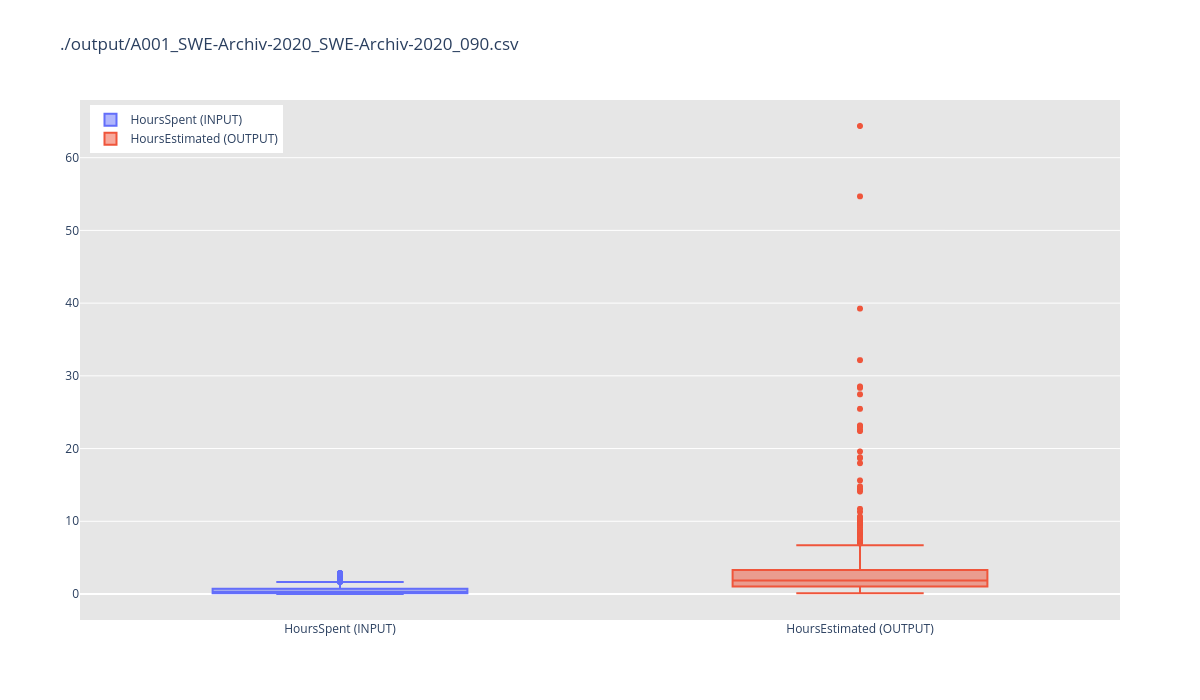 ./output/A001_SWE-Archiv-2020_SWE-Archiv-2020_090.csv
HoursSpent (INPUT)
HoursEstimated (OUTPUT)
60
50
40
30
20
10
0
HoursSpent (INPUT)
HoursEstimated (OUTPUT)